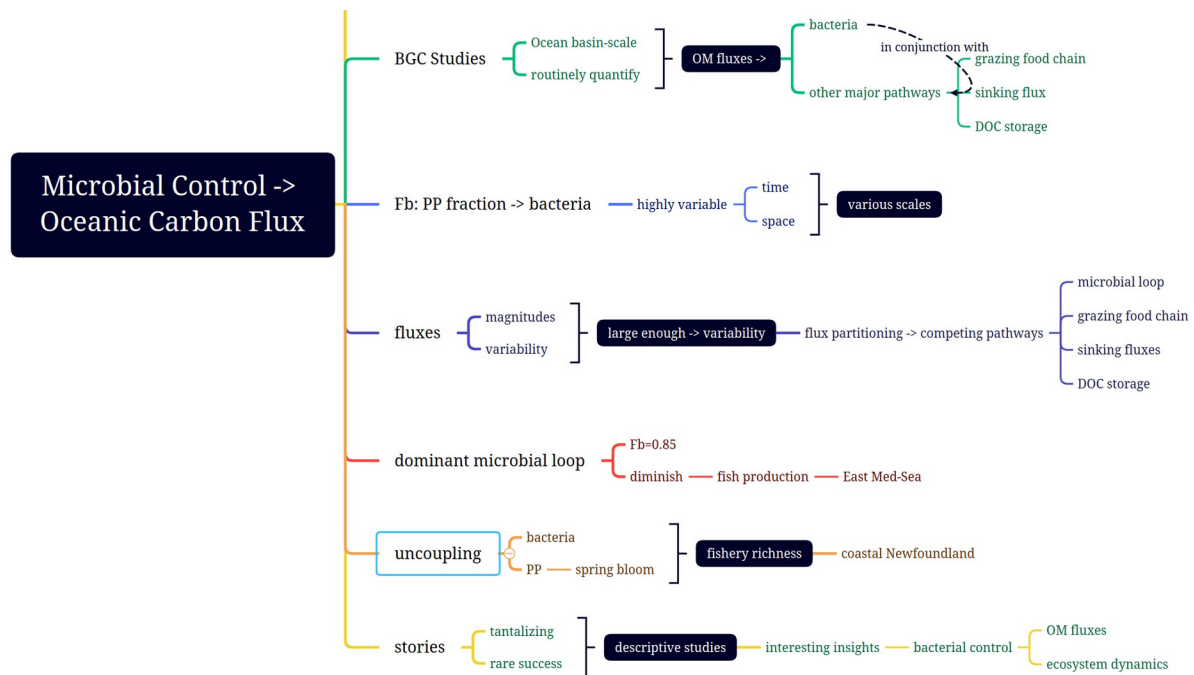 Microbial Control ->
Oceanic Carbon Flux
BGC Studies
Ocean basin-scale
routinely quantify
OM fluxes ->
bacteria
in conjunction with
other major pathways
grazing food chain
sinking flux
DOC storage
Fb: PP fraction -> bacteria
highly variable
time
space
various scales
fluxes
magnitudes
variability
large enough -> variability
flux partitioning -> competing pathways
microbial loop
grazing food chain
sinking fluxes
DOC storage
dominant microbial loop
Fb=0.85
diminish
fish production
East Med-Sea
uncoupling
bacteria
PP
spring bloom
fishery richness
coastal Newfoundland
stories
tantalizing
rare success
descriptive studies
interesting insights
bacterial control
OM fluxes
ecosystem dynamics